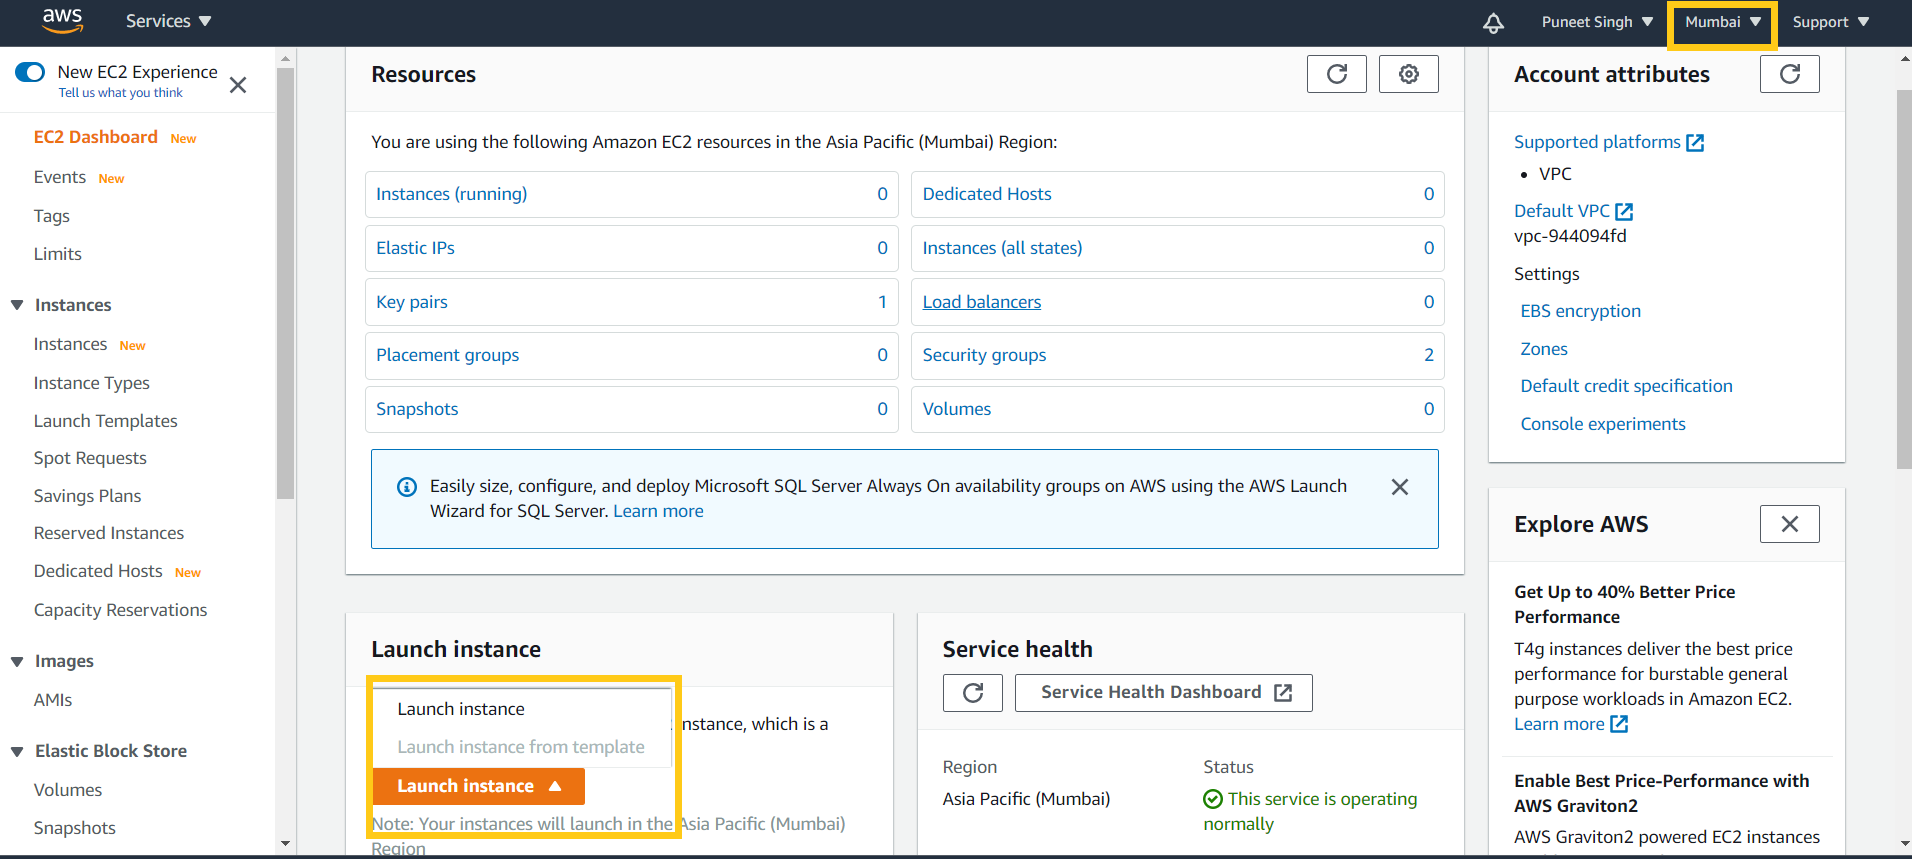 aws
Services
Puneet Singh
Mumbai
Support
New EC2 Experience
Tell us what you think
EC2 Dashboard New
Events New
Tags
Limits
Instances
Instances New
Instance Types
Launch Templates
Spot Requests
Savings Plans
Reserved Instances
Dedicated Hosts New
Capacity Reservations
Images
AMIs
Elastic Block Store
Volumes
Snapshots
Resources
You are using the following Amazon EC2 resources in the Asia Pacific (Mumbai) Region:
Instances (running) 0
Dedicated Hosts 0
Elastic IPs 0
Instances (all states) 0
Key pairs 1
Load balancers 0
Placement groups 0
Security groups 2
Snapshots 0
Volumes 0
Easily size, configure, and deploy Microsoft SQL Server Always On availability groups on AWS using the AWS Launch
Wizard for SQL Server. Learn more
Launch instance
Launch instance
nstance, which is a
Launch instance from template
Launch instance
Note: Your instances will launch in the Asia Pacific (Mumbai)
Region
Service health
Service Health Dashboard
Region
Status
Asia Pacific (Mumbai)
This service is operating
normally
Account attributes
Supported platforms
• VPC
Default VPC
vpc-944094fd
Settings
EBS encryption
Zones
Default credit specification
Console experiments
Explore AWS
Get Up to 40% Better Price
Performance
T4g instances deliver the best price
performance for burstable general
purpose workloads in Amazon EC2.
Learn more
Enable Best Price-Performance with
AWS Graviton2
AWS Graviton2 powered EC2 instances